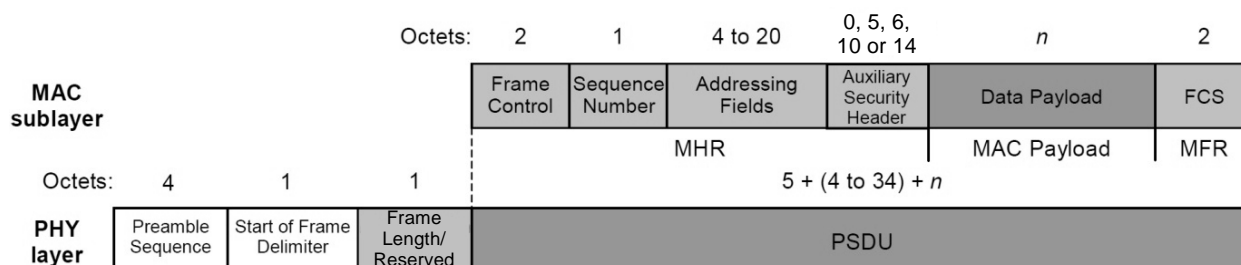 Octets: 2 1 4 to 20 0, 5, 6, 10 or 14 n 2
MAC sublayer
Frame Control
Sequence Number
Addressing Fields
Auxiliary Security Header
Data Payload
FCS
MHR MAC Payload MFR
Octets: 4 1 1 5 + (4 to 34) + n
PHY layer
Preamble Sequence
Start of Frame Delimiter
Frame Length/ Reserved
PSDU